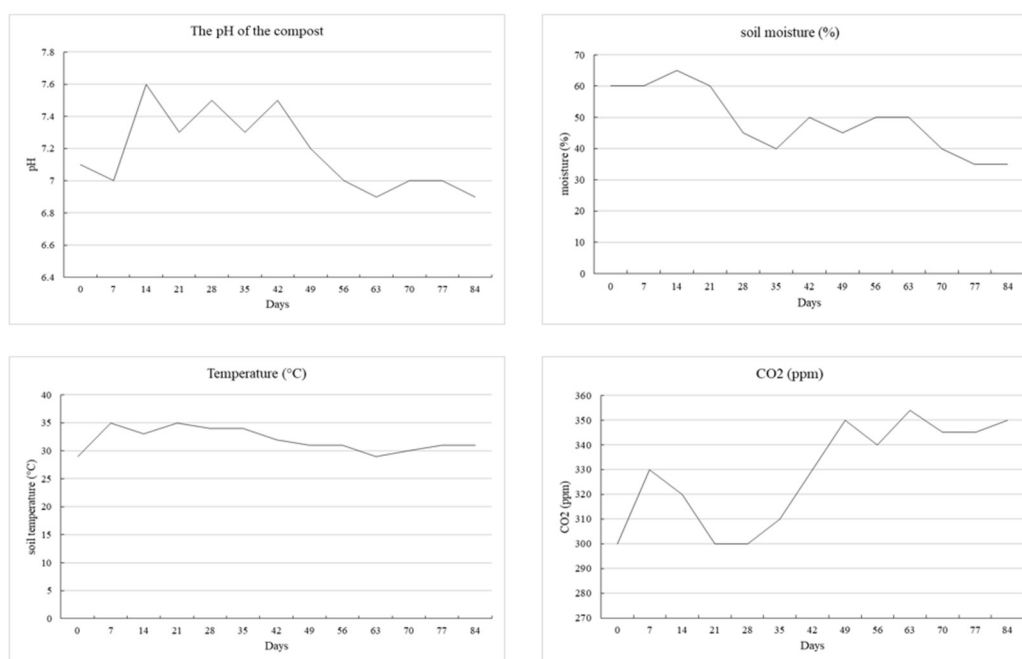 The pH of the compost
7.8
7.6
7.4
7.2
7
6.8
6.6
6.4
pH
0 7 14 21 28 35 42 49 56 63 70 77 84
Days
soil moisture (%)
70
60
50
40
30
20
10
0
moisture (%)
0 7 14 21 28 35 42 49 56 63 70 77 84
Days
Temperature (°C)
40
35
30
25
20
15
10
5
0
soil temperature (°C)
0 7 14 21 28 35 42 49 56 63 70 77 84
Days
CO2 (ppm)
360
350
340
330
320
310
300
290
280
270
CO2 (ppm)
0 7 14 21 28 35 42 49 56 63 70 77 84
Days